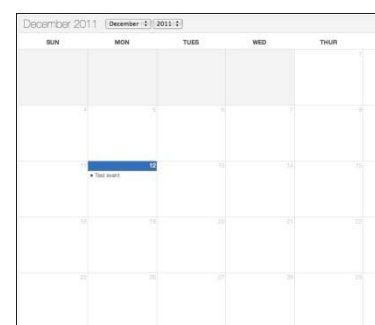 December 2011 December 2011
SUN MON TUES WED THUR
1
4 5 6 7 8
11 12 13 14 15
• Test event
18 19 20 21 22
25 26 27 28 29